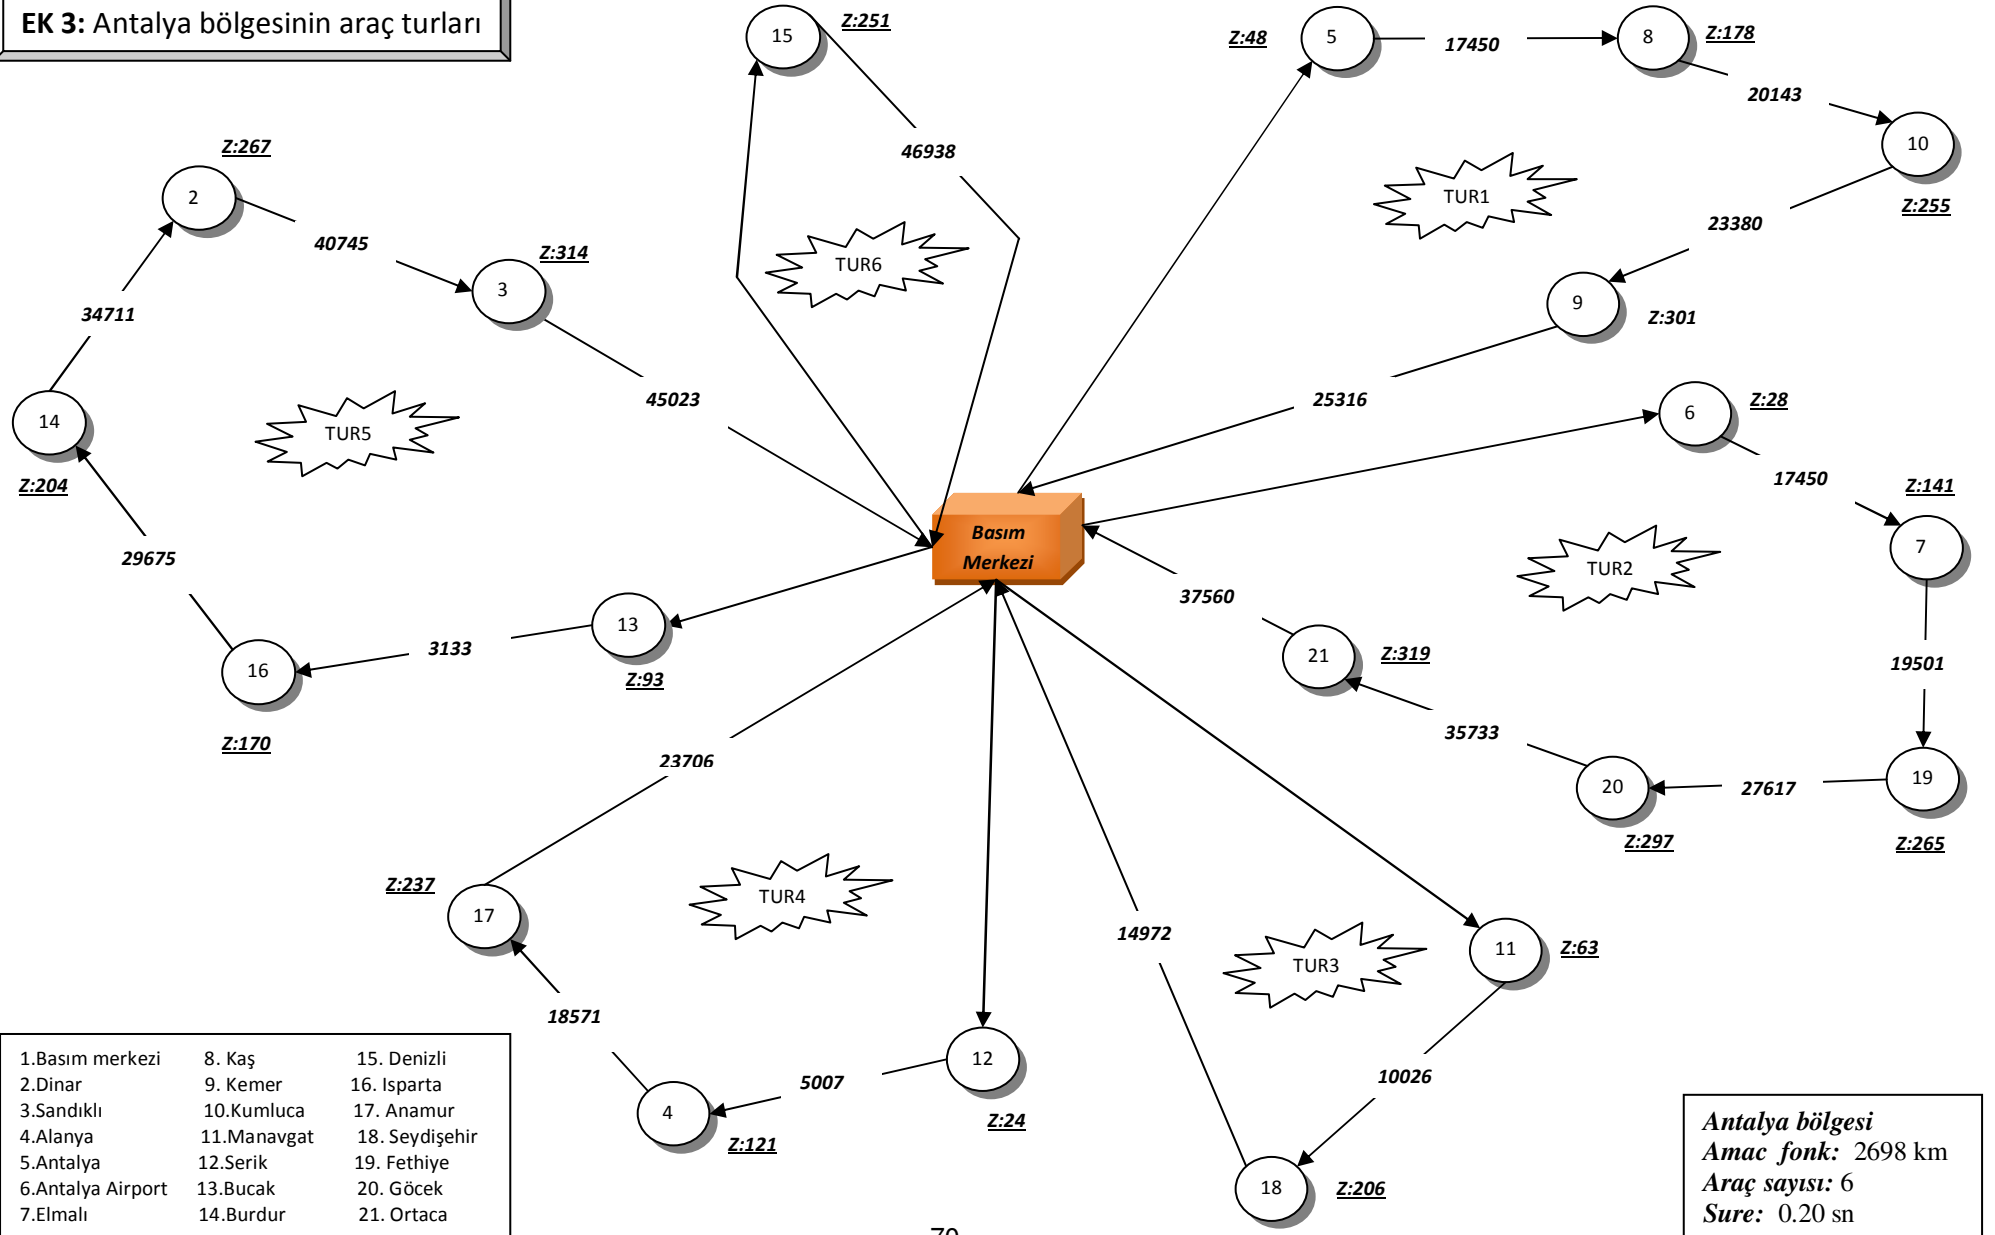 EK 3: Antalya bölgesinin araç turları
15
Z:251
46938
TUR6
Z:48
5
17450
8
Z:178
20143
10
Z:255
TUR1
23380
9
Z:301
25316
Z:267
2
40745
Z:314
3
34711
45023
14
Z:204
TUR5
29675
16
Z:170
3133
13
Z:93
Basım
Merkezi
6
Z:28
17450
Z:141
7
TUR2
19501
37560
21
Z:319
35733
20
Z:297
27617
19
Z:265
23706
Z:237
17
TUR4
18571
4
Z:121
5007
12
Z:24
14972
TUR3
11
Z:63
10026
18
Z:206
1.Basım merkezi 8. Kaş 15. Denizli
2.Dinar 9. Kemer 16. Isparta
3.Sandıklı 10.Kumluca 17. Anamur
4.Alanya 11.Manavgat 18. Seydişehir
5.Antalya 12.Serik 19. Fethiye
6.Antalya Airport 13.Bucak 20. Göcek
7.Elmalı 14.Burdur 21. Ortaca
Antalya bölgesi
Amac fonk: 2698 km
Araç sayısı: 6
Sure: 0.20 sn